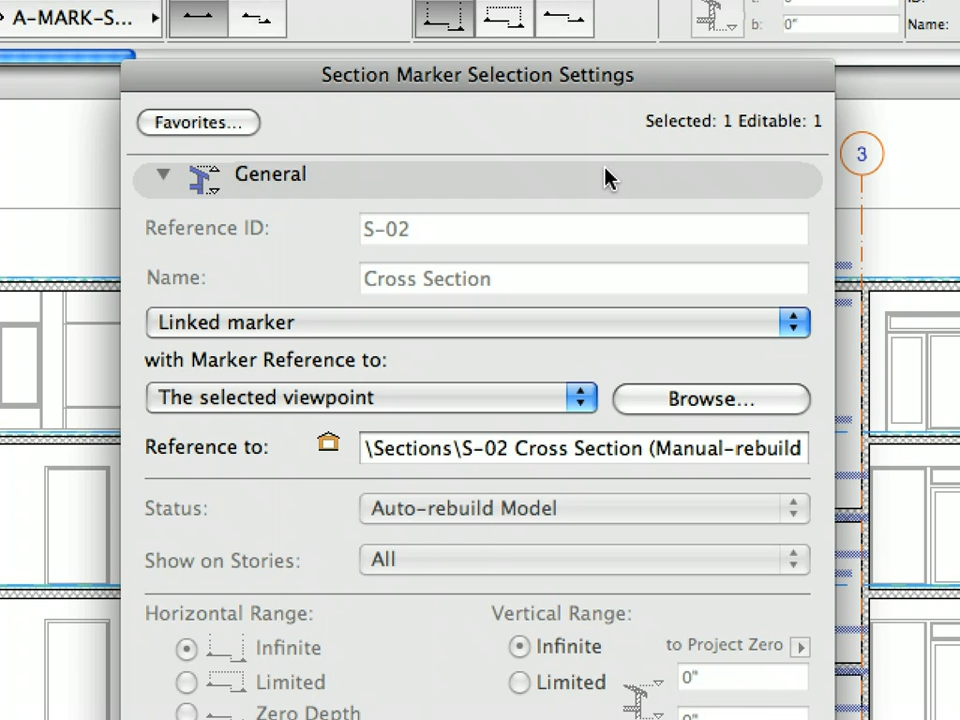 A-MARK-S...
b: 0"
0"
Name:
Section Marker Selection Settings
Favorites...
Selected: 1 Editable: 1
3
General
Reference ID: S-02
Name: Cross Section
Linked marker
with Marker Reference to:
The selected viewpoint
Browse...
Reference to: \Sections\S-02 Cross Section (Manual-rebuild
Status: Auto-rebuild Model
Show on Stories: All
Horizontal Range: Vertical Range:
Infinite Infinite to Project Zero
Limited Limited 0"
Zero Depth 0"